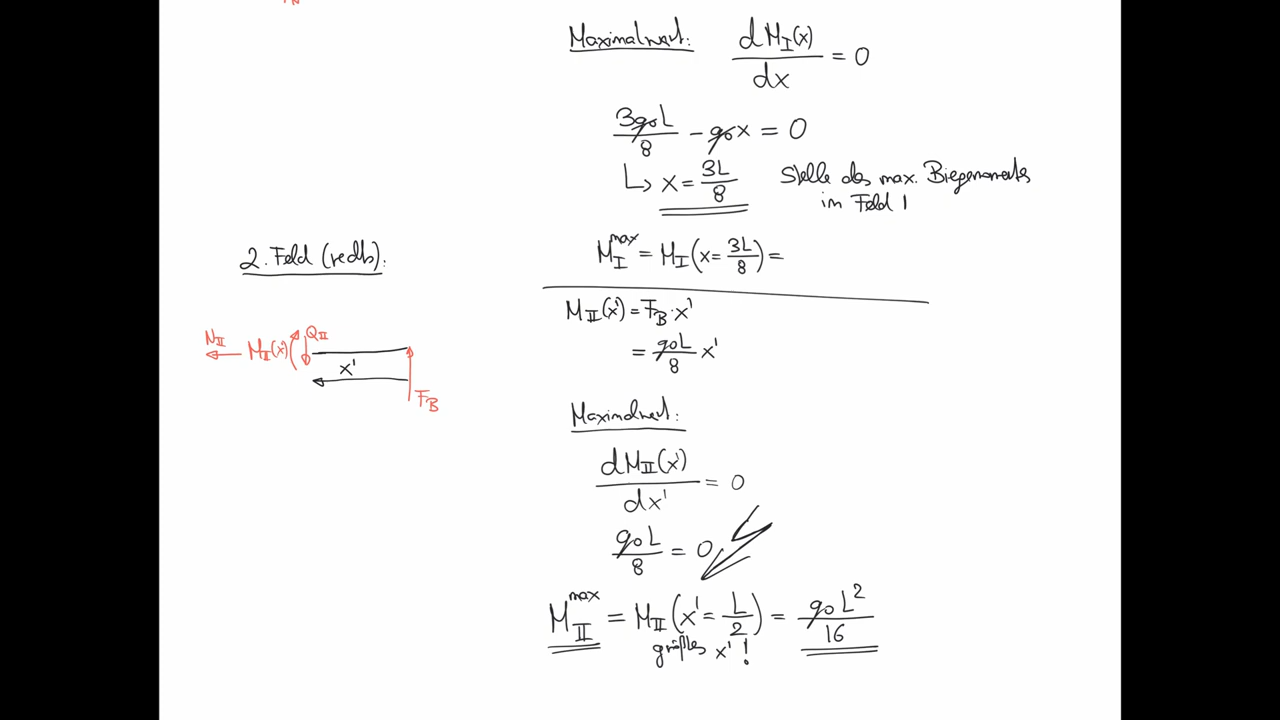 Maximalwert: dM_I(x)/dx = 0
3q₀L/8 - q₀x = 0
↳ x = 3L/8 Stelle des max. Biegemoments
im Feld 1
M_I^max = M_I(x = 3L/8) =
2. Feld (rechts):
M_II(x') = F_B · x'
= q₀L/8 x'
N_II M_II(x') Q_II
x'
F_B
Maximalwert:
dM_II(x')/dx' = 0
q₀L/8 = 0
M_II^max = M_II(x' = L/2) = q₀L²/16
größtes x'!